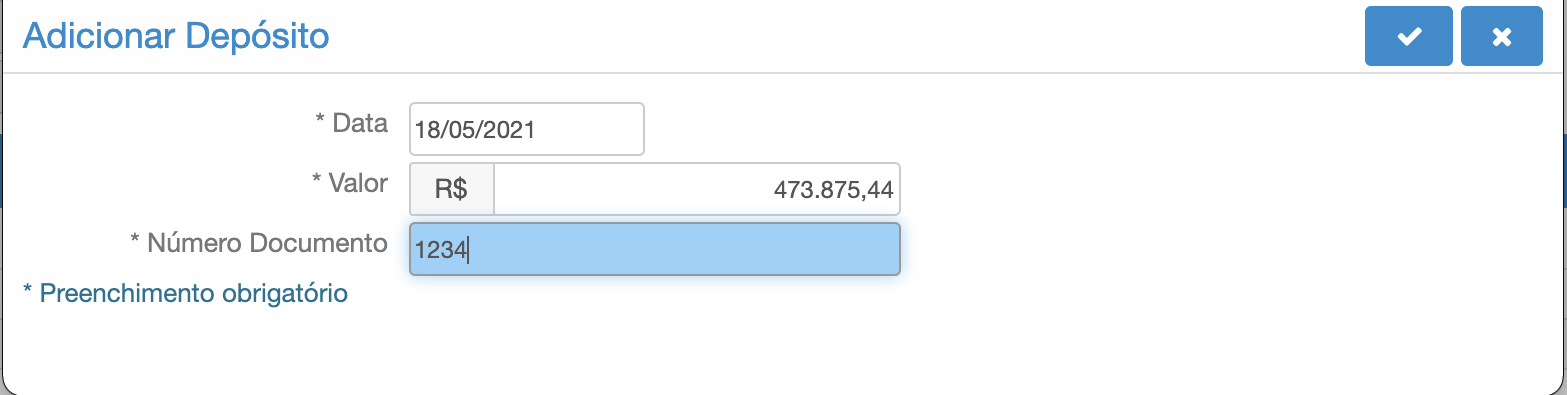 Adicionar Depósito
* Data 18/05/2021
* Valor R$ 473.875,44
* Número Documento 1234
* Preenchimento obrigatório